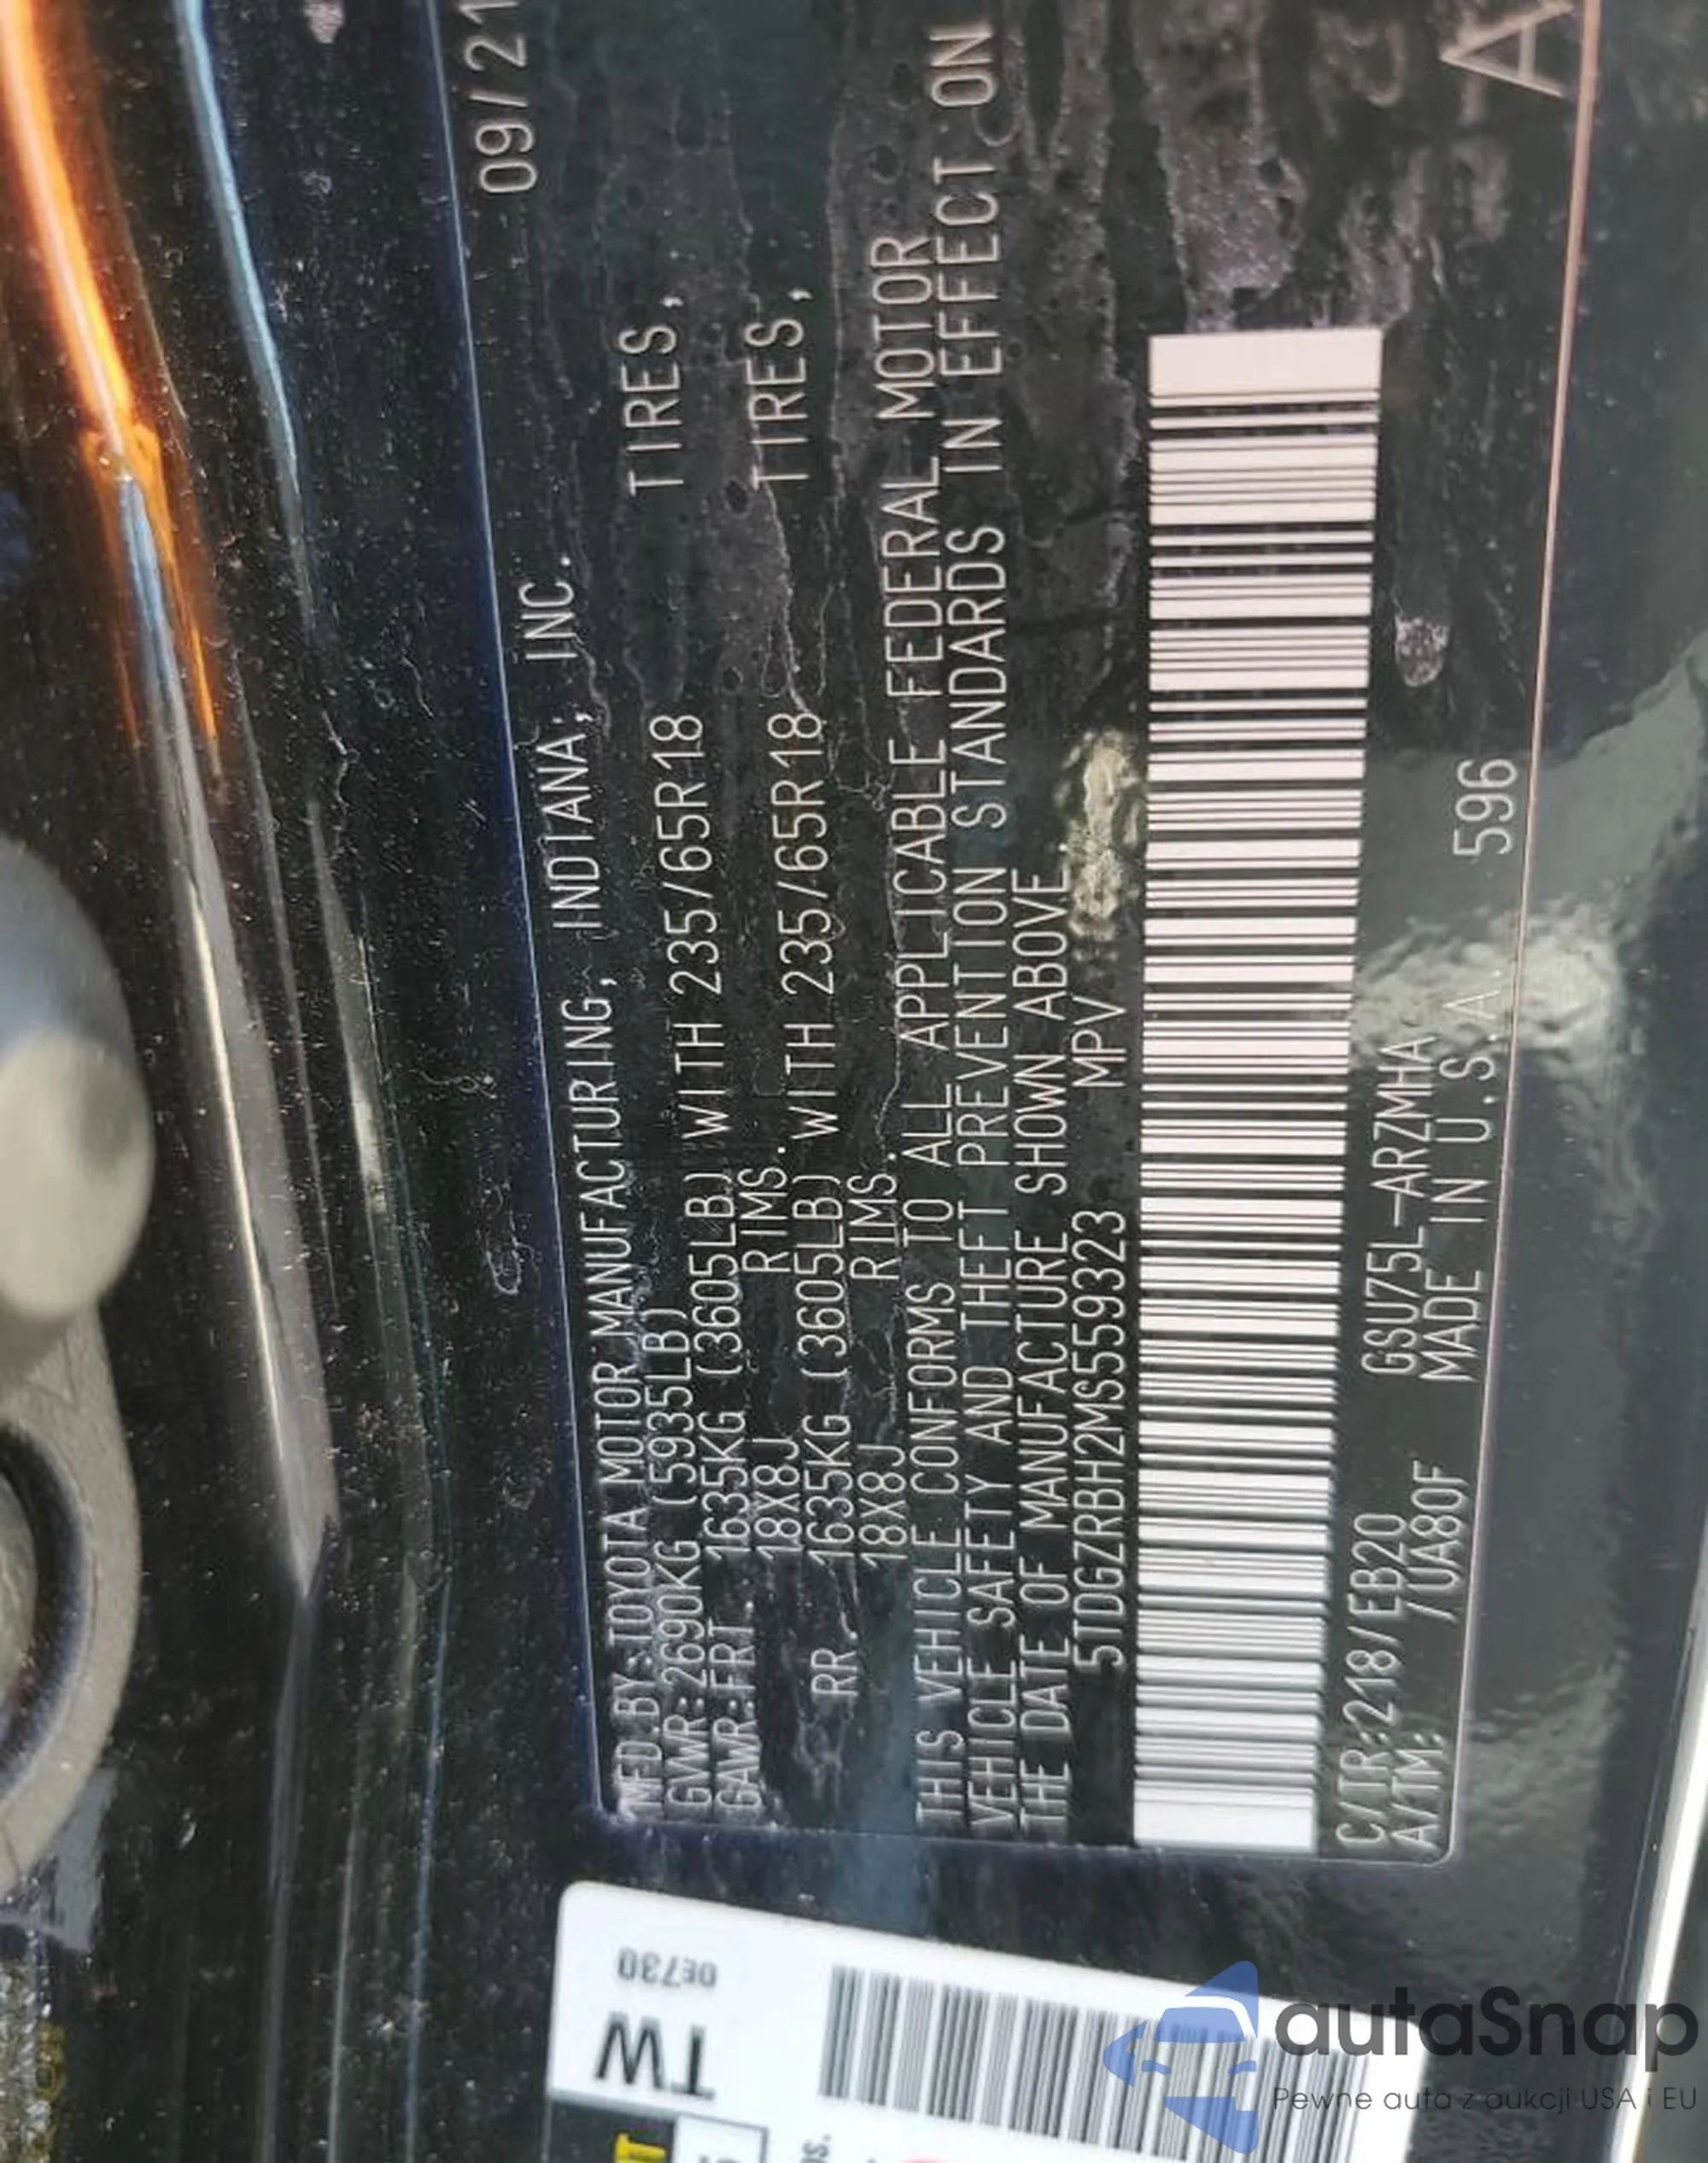 09/21
MFD.BY:TOYOTA MOTOR MANUFACTURING, INDIANA, INC.
GVWR:2690KG (5935LB)
GAWR:FRT. 1635KG (3605LB) WITH 235/65R18 TIRES,
18X8J RIMS.
RR. 1635KG (3605LB) WITH 235/65R18 TIRES,
18X8J RIMS.
THIS VEHICLE CONFORMS TO ALL APPLICABLE FEDERAL MOTOR
VEHICLE SAFETY AND THEFT PREVENTION STANDARDS IN EFFECT ON
THE DATE OF MANUFACTURE SHOWN ABOVE.
5TDGZRBH2MS559323 MPV
C/TR:218/EB20 GSU75L-ARZMHA
A/TM: /UA80F MADE IN U.S.A. 596
A
0E730
TW
autaSnap
Pewne auta z aukcji USA i EU